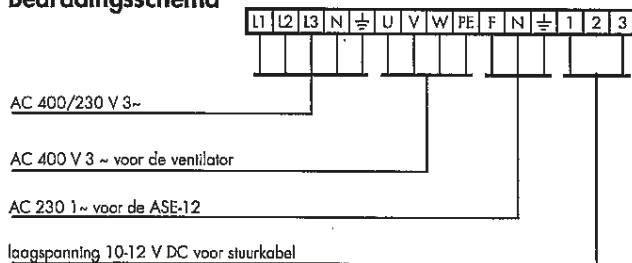 Bedradingsschema
L1 L2 L3 N ⏚ U V W PE F N ⏚ 1 2 3
AC 400/230 V 3~
AC 400 V 3 ~ voor de ventilator
AC 230 1~ voor de ASE-12
laagspanning 10-12 V DC voor stuurkabel